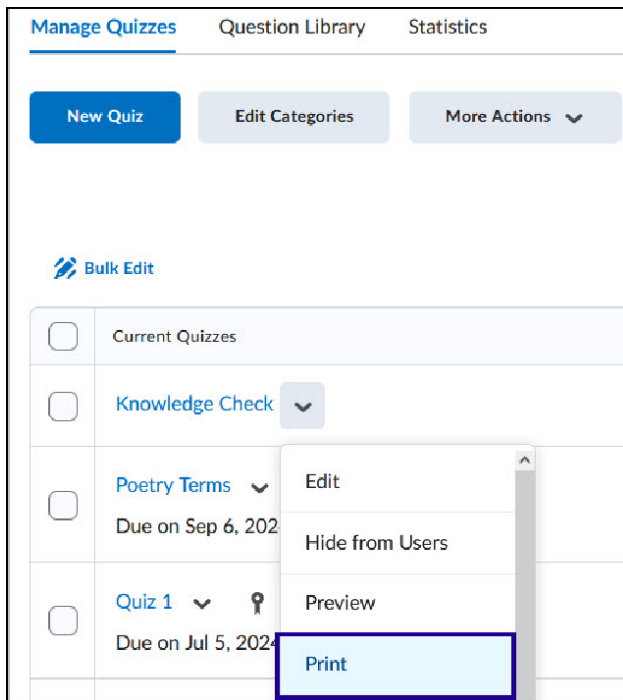 Manage Quizzes Question Library Statistics
New Quiz Edit Categories More Actions
Bulk Edit
Current Quizzes
Knowledge Check
Poetry Terms
Due on Sep 6, 202
Quiz 1
Due on Jul 5, 2024
Edit
Hide from Users
Preview
Print